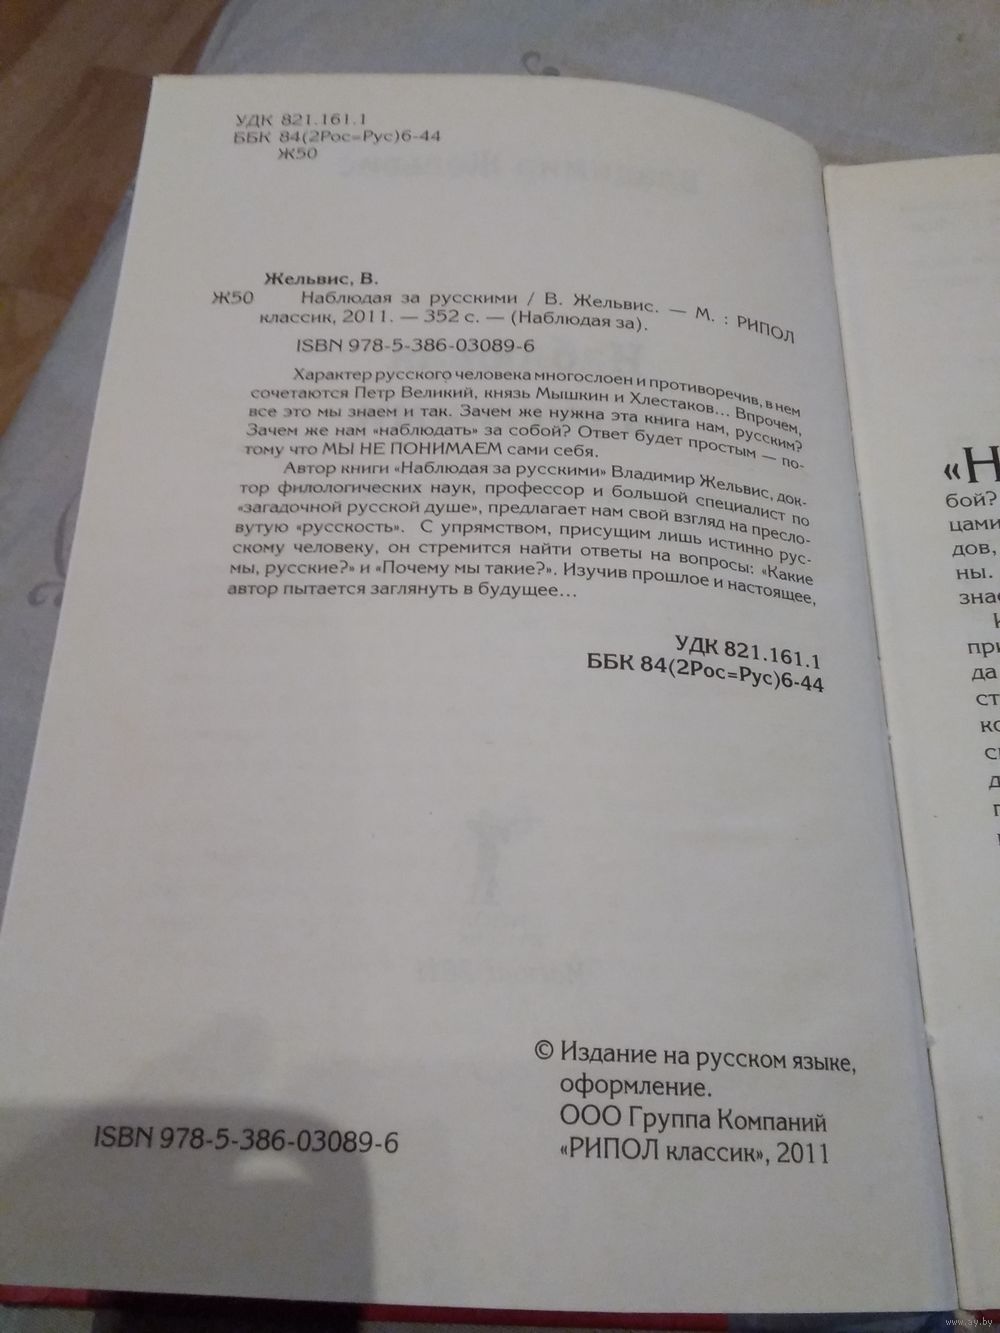 УДК 821.161.1
ББК 84(2Рос=Рус)6-44
Ж50
Жельвис, В.
Ж50 Наблюдая за русскими / В. Жельвис. — М. : РИПОЛ
классик, 2011. — 352 с. — (Наблюдая за).
ISBN 978-5-386-03089-6
Характер русского человека многослоен и противоречив, в нем
сочетаются Петр Великий, князь Мышкин и Хлестаков... Впрочем,
все это мы знаем и так. Зачем же нужна эта книга нам, русским?
Зачем же нам «наблюдать» за собой? Ответ будет простым — по-
тому что МЫ НЕ ПОНИМАЕМ сами себя.
Автор книги «Наблюдая за русскими» Владимир Жельвис, док-
тор филологических наук, профессор и большой специалист по
«загадочной русской душе», предлагает нам свой взгляд на пресло-
вутую «русскость». С упрямством, присущим лишь истинно рус-
скому человеку, он стремится найти ответы на вопросы: «Какие
мы, русские?» и «Почему мы такие?». Изучив прошлое и настоящее,
автор пытается заглянуть в будущее...
УДК 821.161.1
ББК 84(2Рос=Рус)6-44
© Издание на русском языке,
оформление.
ООО Группа Компаний
«РИПОЛ классик», 2011
ISBN 978-5-386-03089-6
«Н
бой?
цами
дов,
ны.
знае
при
да
ст
ко
www.ay.by